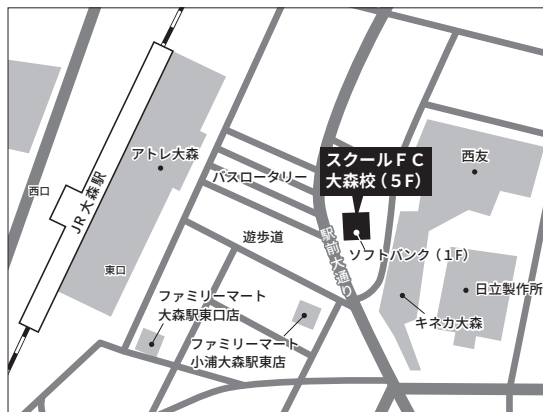 スクールＦＣ
大森校（５Ｆ）
西友
アトレ大森
バスロータリー
JR大森駅
西口
遊歩道
駅前大通り
ソフトバンク（１Ｆ）
東口
日立製作所
ファミリーマート
大森駅東口店
キネカ大森
ファミリーマート
小浦大森駅東店